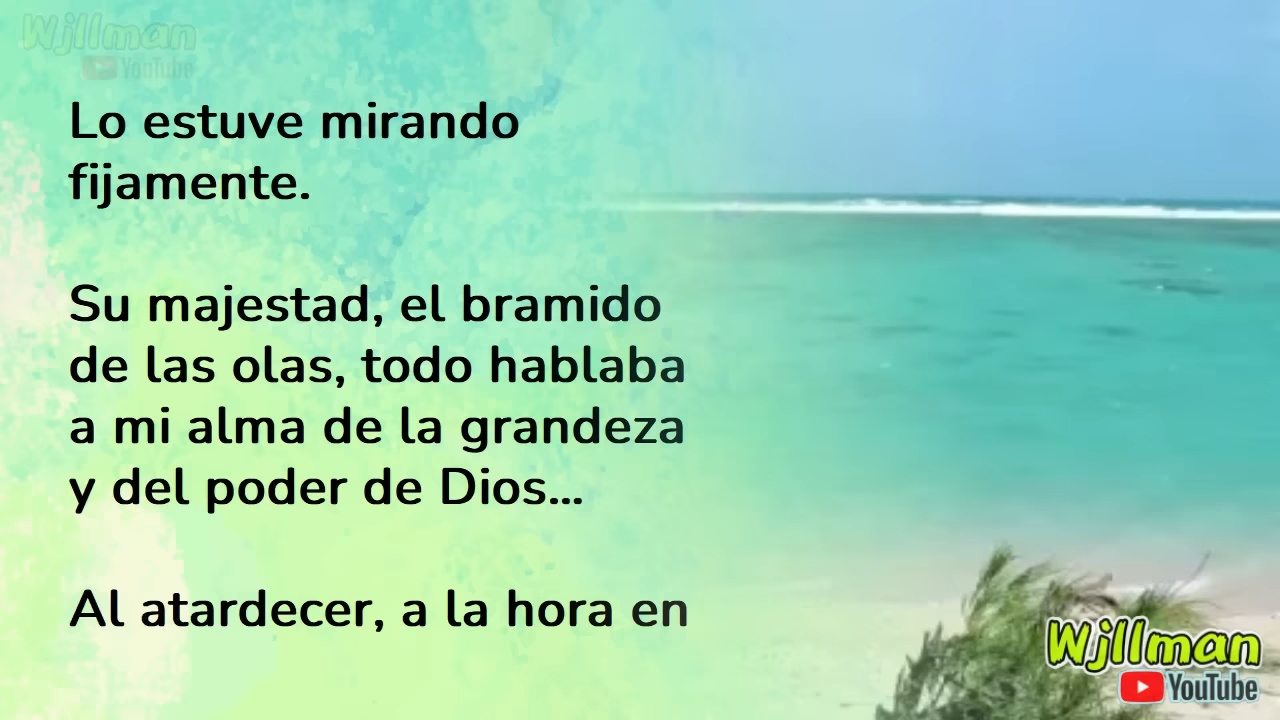 Wjllman
YouTube
Lo estuve mirando
fijamente.
Su majestad, el bramido
de las olas, todo hablaba
a mi alma de la grandeza
y del poder de Dios...
Al atardecer, a la hora en
Wjllman
YouTube